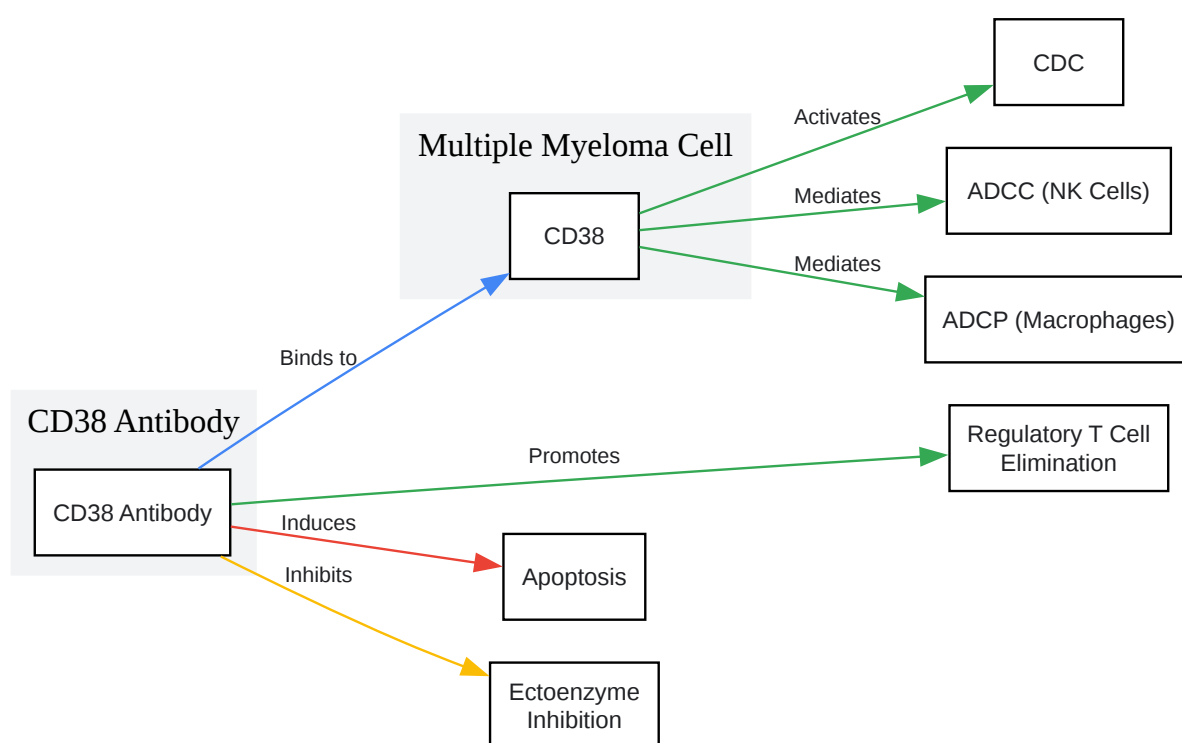 CDC
Activates
Multiple Myeloma Cell
ADCC (NK Cells)
Mediates
CD38
Mediates
ADCP (Macrophages)
Binds to
CD38 Antibody
Regulatory T Cell
Elimination
Promotes
CD38 Antibody
Induces
Apoptosis
Inhibits
Ectoenzyme
Inhibition